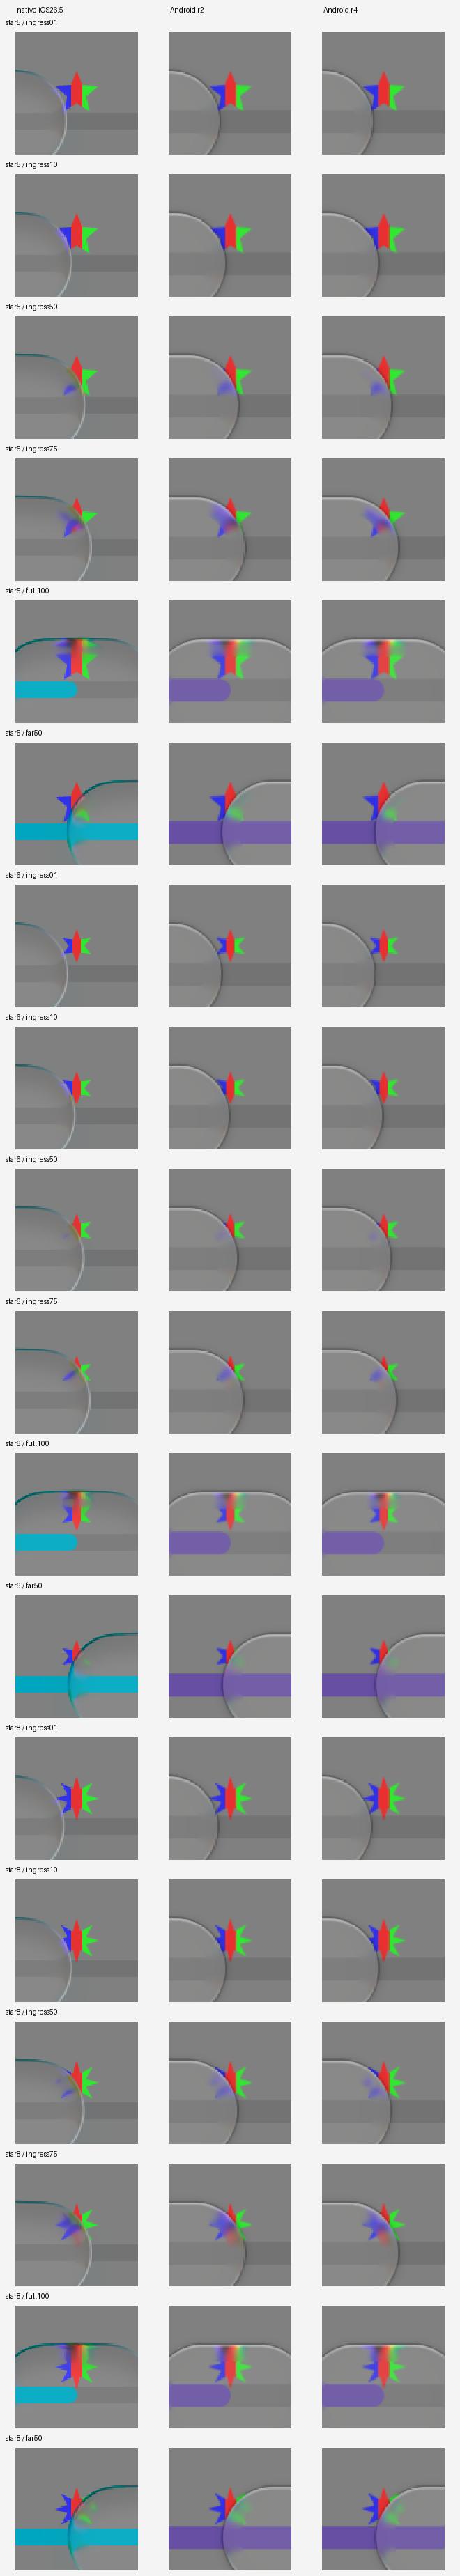 native iOS26.5 Android r2 Android r4
star5 / ingress01
star5 / ingress10
star5 / ingress50
star5 / ingress75
star5 / full100
star5 / far50
star6 / ingress01
star6 / ingress10
star6 / ingress50
star6 / ingress75
star6 / full100
star6 / far50
star8 / ingress01
star8 / ingress10
star8 / ingress50
star8 / ingress75
star8 / full100
star8 / far50